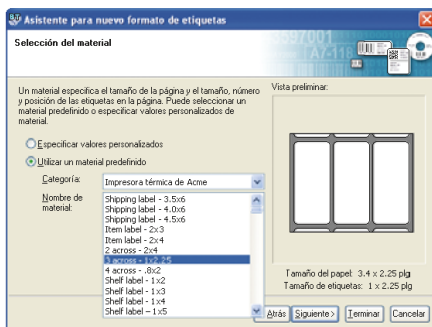 Asistente para nuevo formato de etiquetas
Selección del material
Un material especifica el tamaño de la página y el tamaño, número
y posición de las etiquetas en la página. Puede seleccionar un
material predefinido o especificar valores personalizados de
material.
Especificar valores personalizados
Utilizar un material predefinido
Categoría:
Impresora térmica de Acme
Nombre de
material:
Shipping label - 3.5x6
Shipping label - 4.0x6
Shipping label - 4.5x6
Item label - 2x3
Item label - 2x4
2 across - 2x4
3 across - 1x2.25
4 across - .8x2
Shelf label - 1x2
Shelf label - 1x3
Shelf label - 1x4
Shelf label – 1x5
Vista preliminar:
Tamaño del papel: 3.4 x 2.25 plg
Tamaño de etiquetas: 1 x 2.25 plg
Atrás
Siguiente >
Terminar
Cancelar